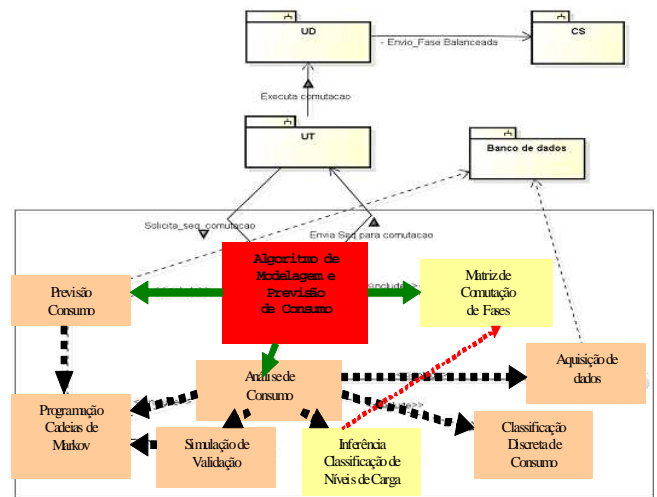 UD
- Envio_Fase Balanceada
CS
Executa comutacao
UT
Banco de dados
Solicita_seq_comutacao
Envia Seq para comutacao
Algoritmo de
Modelagem e
Previsão
de Consumo
Previsão
Consumo
Matriz de
Comutação
de Fases
Análise de
Consumo
Aquisição de
dados
Programação
Cadeias de
Markov
Simulação de
Validação
Inferência
Classificação de
Níveis de Carga
Classificação
Discreta de
Consumo